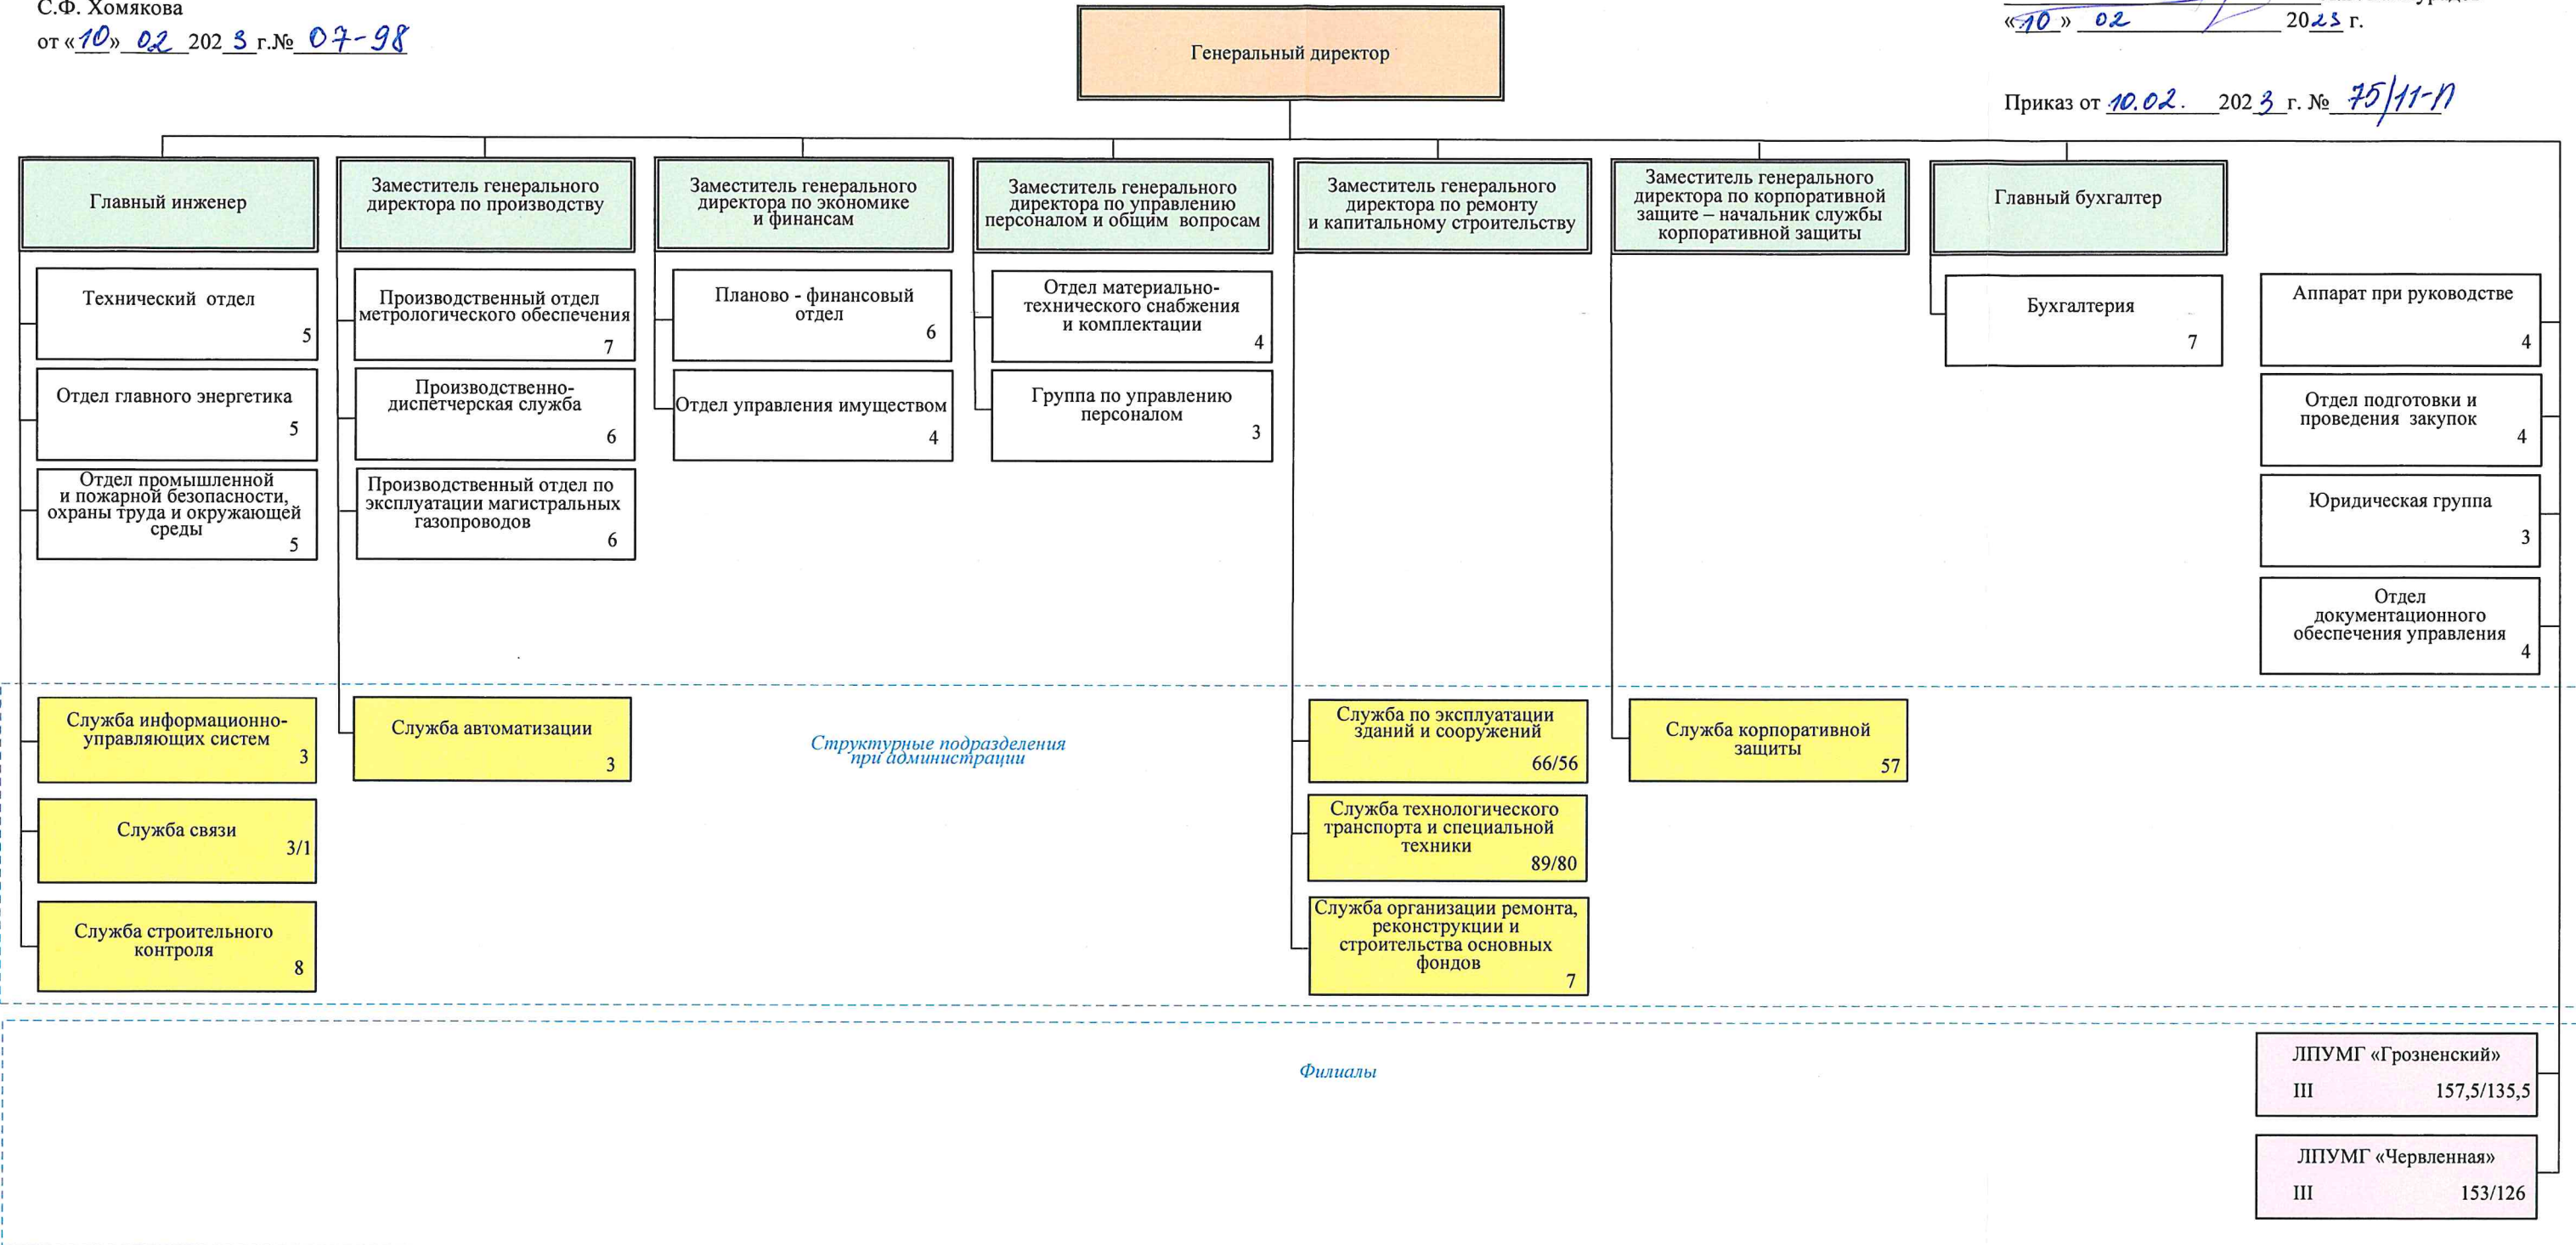 С.Ф. Хомякова
от «10» 02 2023 г.№ 07-98
«10» 02 2023 г.
Приказ от 10.02. 2023 г. № 75/11-П
Генеральный директор
Главный инженер
Заместитель генерального
директора по производству
Заместитель генерального
директора по экономике
и финансам
Заместитель генерального
директора по управлению
персоналом и общим вопросам
Заместитель генерального
директора по ремонту
и капитальному строительству
Заместитель генерального
директора по корпоративной
защите – начальник службы
корпоративной защиты
Главный бухгалтер
Технический отдел
5
Отдел главного энергетика
5
Отдел промышленной
и пожарной безопасности,
охраны труда и окружающей
среды
5
Производственный отдел
метрологического обеспечения
7
Производственно-
диспетчерская служба
6
Производственный отдел по
эксплуатации магистральных
газопроводов
6
Планово - финансовый
отдел
6
Отдел управления имуществом
4
Отдел материально-
технического снабжения
и комплектации
4
Группа по управлению
персоналом
3
Бухгалтерия
7
Аппарат при руководстве
4
Отдел подготовки и
проведения закупок
4
Юридическая группа
3
Отдел
документационного
обеспечения управления
4
Служба информационно-
управляющих систем
3
Служба связи
3/1
Служба строительного
контроля
8
Служба автоматизации
3
Структурные подразделения
при администрации
Служба по эксплуатации
зданий и сооружений
66/56
Служба технологического
транспорта и специальной
техники
89/80
Служба организации ремонта,
реконструкции и
строительства основных
фондов
7
Служба корпоративной
защиты
57
Филиалы
ЛПУМГ «Грозненский»
III 157,5/135,5
ЛПУМГ «Червленная»
III 153/126